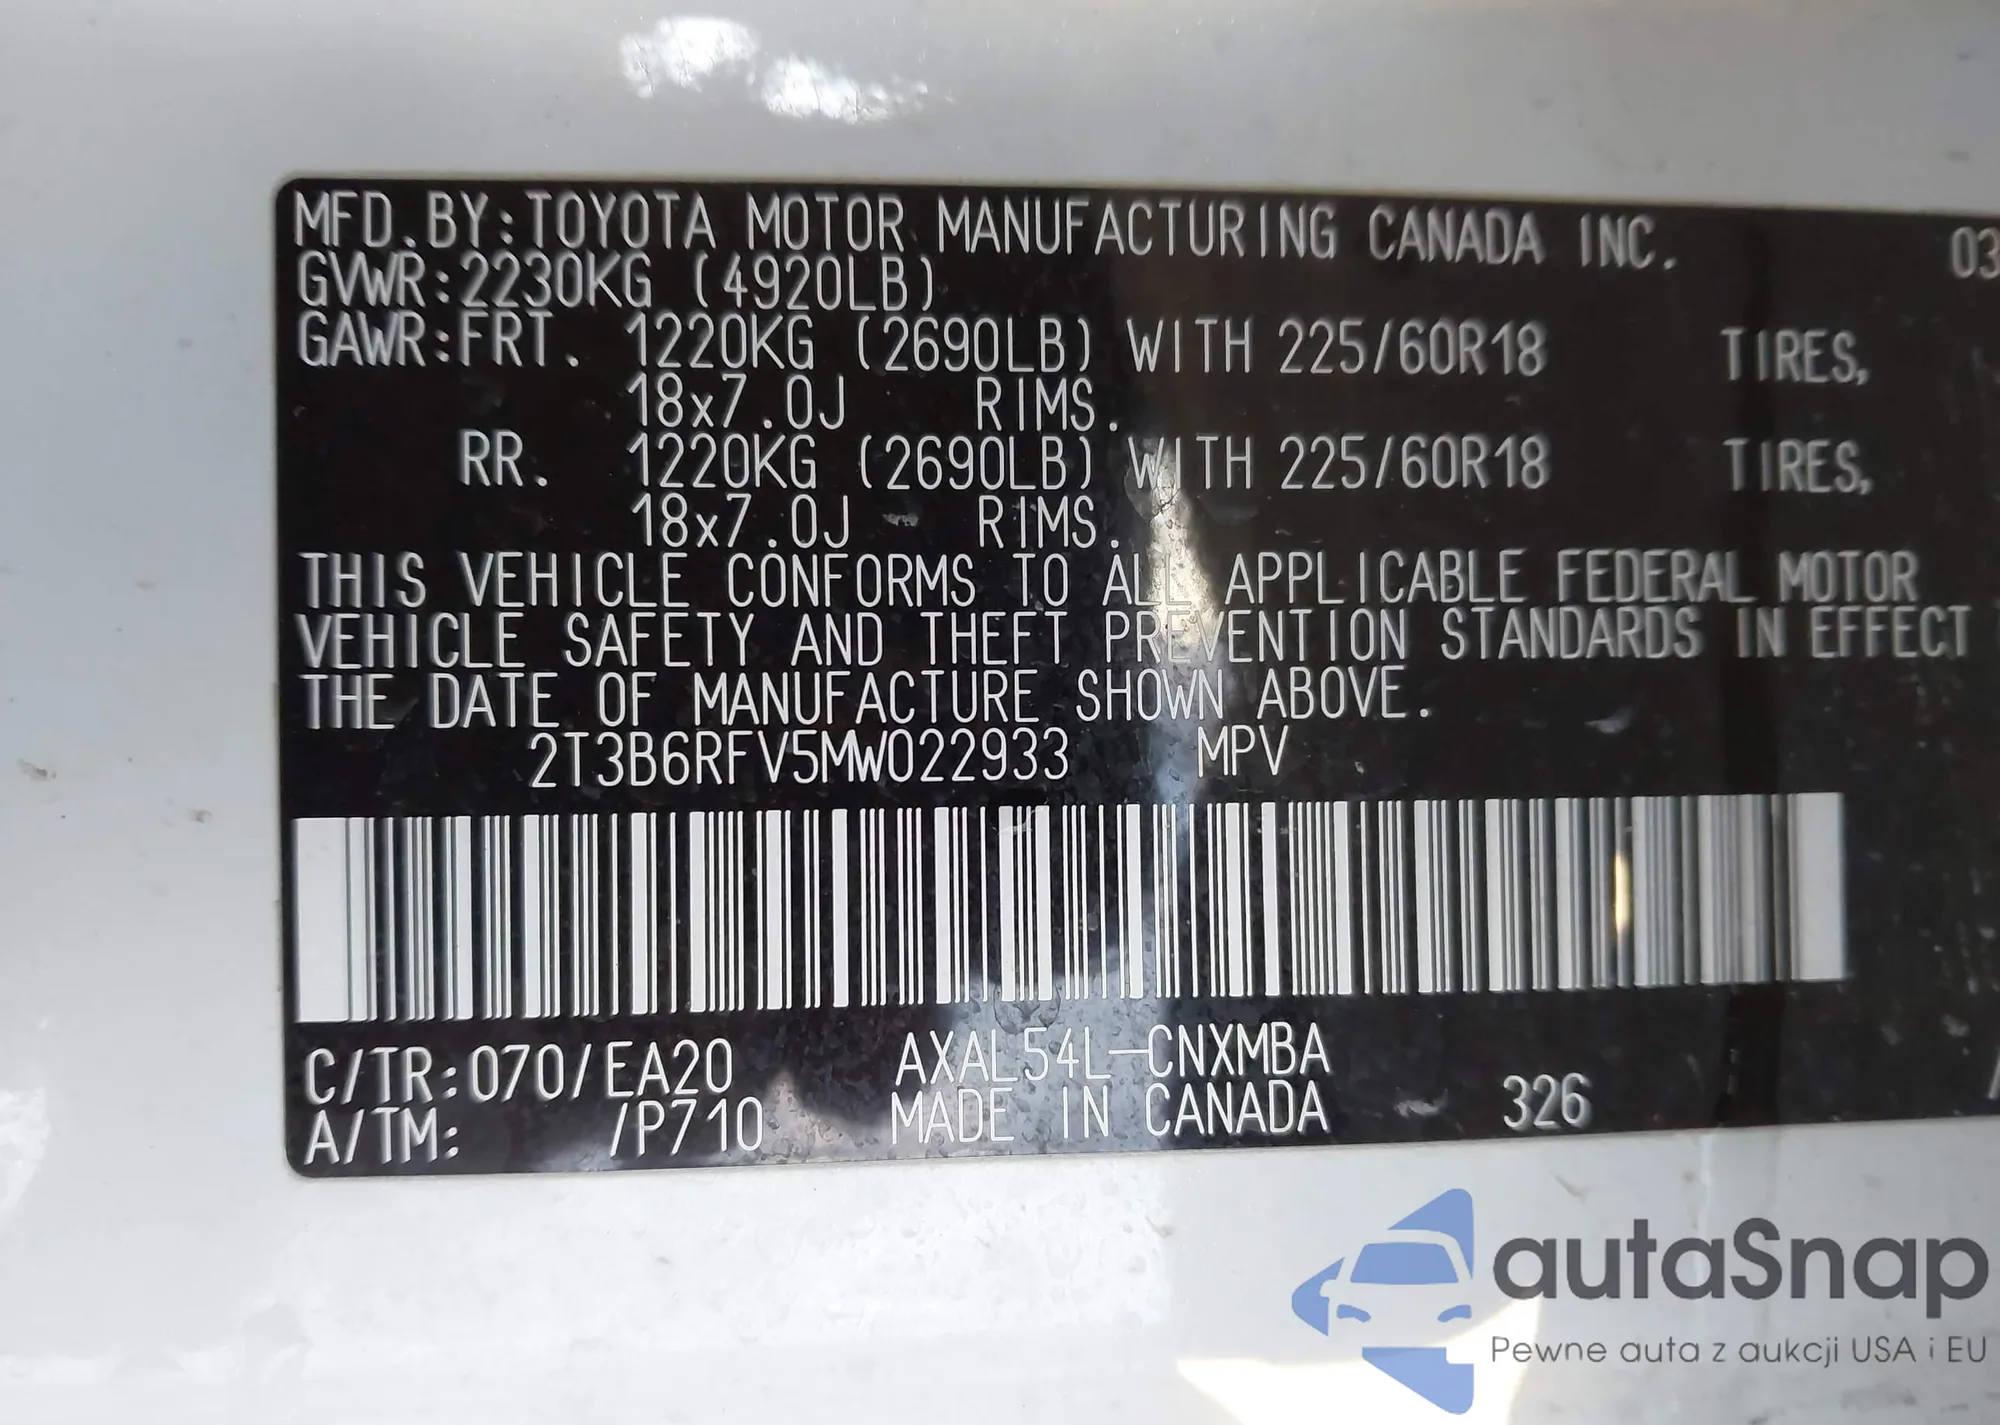 MFD.BY:TOYOTA MOTOR MANUFACTURING CANADA INC. 03
GVWR:2230KG (4920LB)
GAWR:FRT. 1220KG (2690LB) WITH 225/60R18 TIRES,
18x7.0J RIMS.
RR. 1220KG (2690LB) WITH 225/60R18 TIRES,
18x7.0J RIMS.
THIS VEHICLE CONFORMS TO ALL APPLICABLE FEDERAL MOTOR
VEHICLE SAFETY AND THEFT PREVENTION STANDARDS IN EFFECT
THE DATE OF MANUFACTURE SHOWN ABOVE.
2T3B6RFV5MW022933 MPV
C/TR:070/EA20 AXAL54L-CNXMBA
A/TM: /P710 MADE IN CANADA 326
autaSnap
Pewne auta z aukcji USA i EU